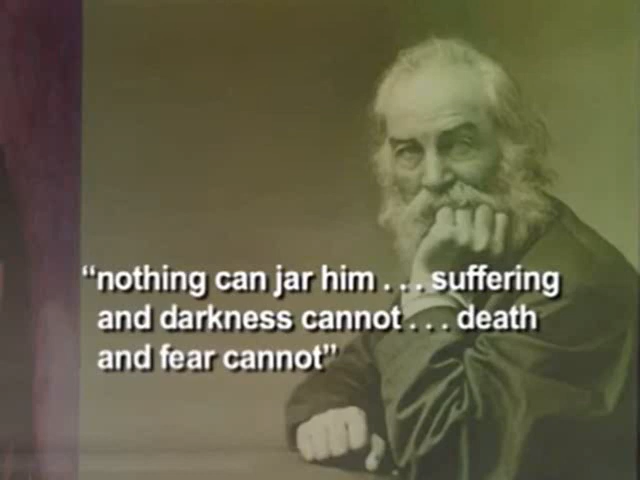 “nothing can jar him . . . suffering
and darkness cannot . . . death
and fear cannot”